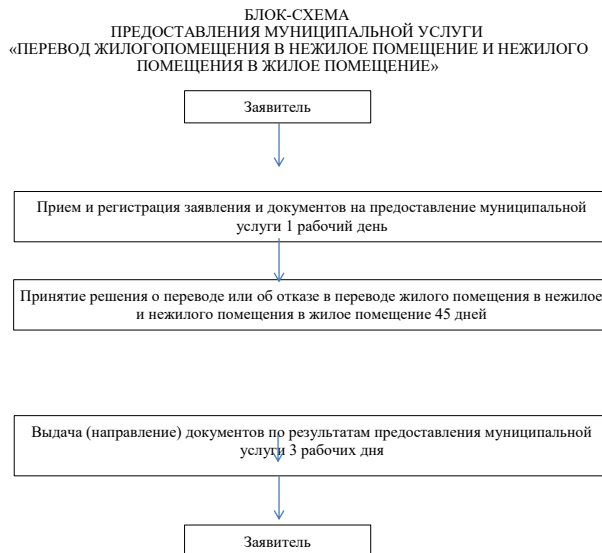 БЛОК-СХЕМА
ПРЕДОСТАВЛЕНИЯ МУНИЦИПАЛЬНОЙ УСЛУГИ
«ПЕРЕВОД ЖИЛОГОПОМЕЩЕНИЯ В НЕЖИЛОЕ ПОМЕЩЕНИЕ И НЕЖИЛОГО
ПОМЕЩЕНИЯ В ЖИЛОЕ ПОМЕЩЕНИЕ»
Заявитель
Прием и регистрация заявления и документов на предоставление муниципальной
услуги 1 рабочий день
Принятие решения о переводе или об отказе в переводе жилого помещения в нежилое
и нежилого помещения в жилое помещение 45 дней
Выдача (направление) документов по результатам предоставления муниципальной
услуги 3 рабочих дня
Заявитель